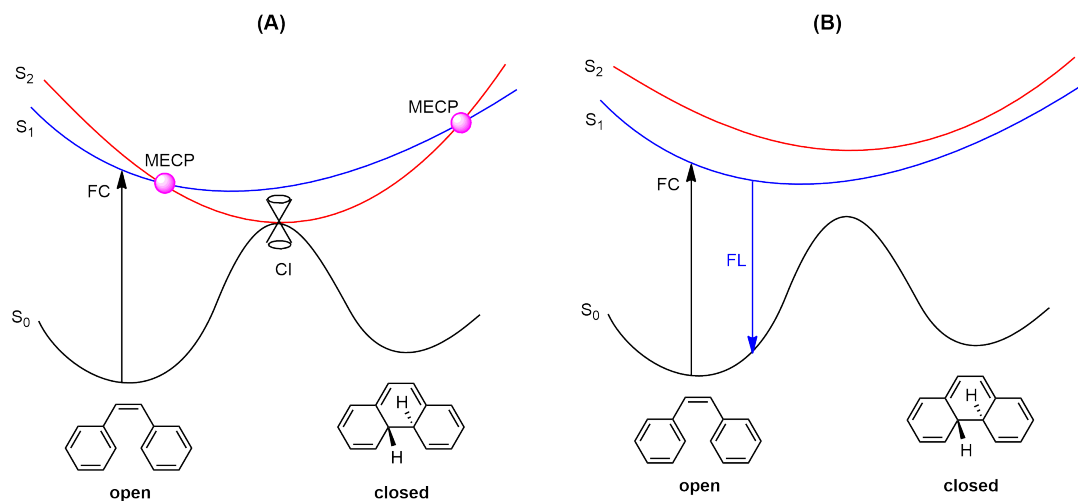 (A)
S2
S1
MECP
MECP
FC
CI
S0
H
H
open
closed
(B)
S2
S1
FC
FL
S0
H
H
open
closed